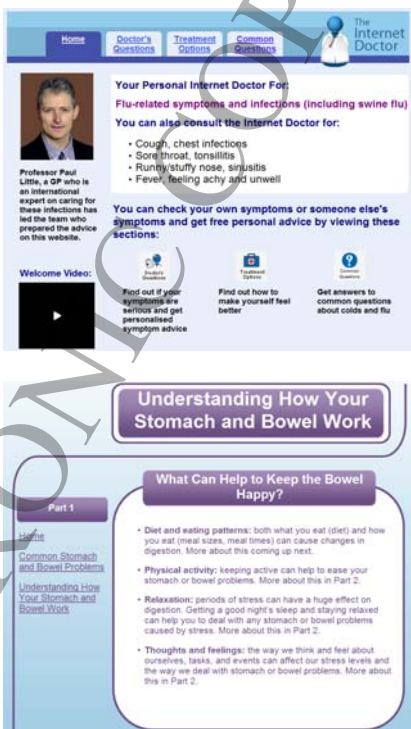 The
Internet
Doctor
Home
Doctor's
Questions
Treatment
Options
Common
Questions
Your Personal Internet Doctor For:
Flu-related symptoms and infections (including swine flu)
You can also consult the Internet Doctor for:
• Cough, chest infections
• Sore throat, tonsillitis
• Runny/stuffy nose, sinusitis
• Fever, feeling achy and unwell
Professor Paul
Little, a GP who is
an international
expert on caring for
these infections has
led the team who
prepared the advice
on this website.
You can check your own symptoms or someone else's
symptoms and get free personal advice by viewing these
sections:
Welcome Video:
Doctor's
Questions
Find out if your
symptoms are
serious and get
personalised
symptom advice
Treatment
Options
Find out how to
make yourself feel
better
Common
Questions
Get answers to
common questions
about colds and flu
Understanding How Your
Stomach and Bowel Work
Part 1
Home
Common Stomach
and Bowel Problems
Understanding How
Your Stomach and
Bowel Work
What Can Help to Keep the Bowel
Happy?
• Diet and eating patterns: both what you eat (diet) and how
you eat (meal sizes, meal times) can cause changes in
digestion. More about this coming up next.
• Physical activity: keeping active can help to ease your
stomach or bowel problems. More about this in Part 2.
• Relaxation: periods of stress can have a huge effect on
digestion. Getting a good night's sleep and staying relaxed
can help you to deal with any stomach or bowel problems
caused by stress. More about this in Part 2.
• Thoughts and feelings: the way we think and feel about
ourselves, tasks, and events can affect our stress levels and
the way we deal with stomach or bowel problems. More about
this in Part 2.
ONIC COP